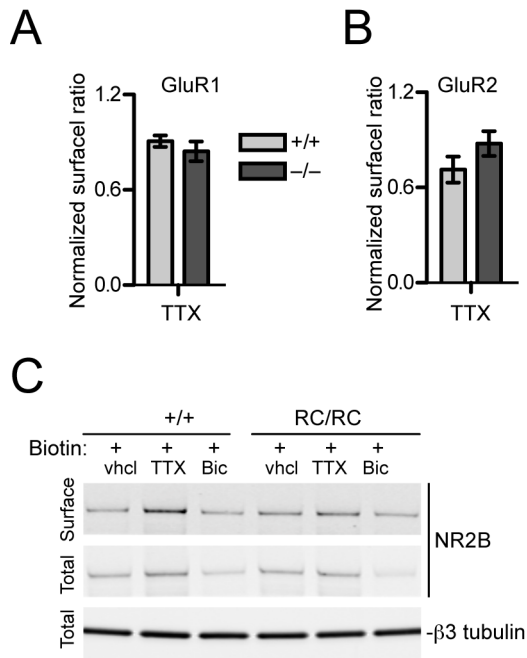 A
GluR1
Normalized surfacel ratio
1.2
0.6
0.0
TTX
+/+
−/−
B
GluR2
Normalized surfacel ratio
1.2
0.6
0.0
TTX
C
+/+ RC/RC
Biotin: + + + + + +
vhcl TTX Bic vhcl TTX Bic
Surface
Total
NR2B
Total
-β3 tubulin